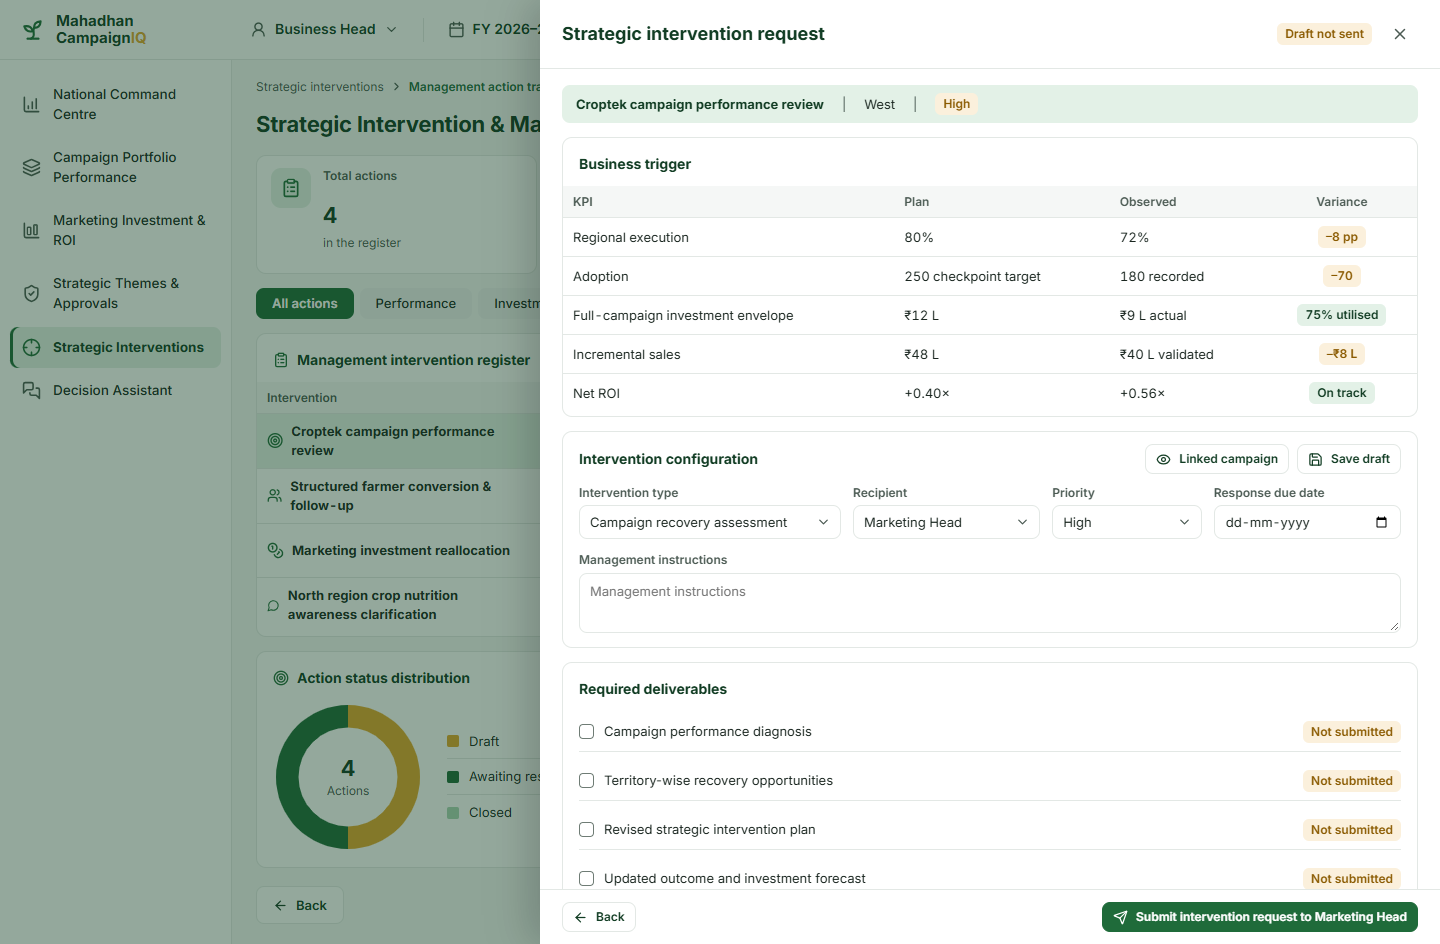 Mahadhan
CampaignIQ
Business Head
FY 2026–2
National Command
Centre
Campaign Portfolio
Performance
Marketing Investment &
ROI
Strategic Themes &
Approvals
Strategic Interventions
Decision Assistant
Strategic interventions > Management action tra
Strategic Intervention & Ma
Total actions
4
in the register
All actions
Performance
Investm
Management intervention register
Intervention
Croptek campaign performance
review
Structured farmer conversion &
follow-up
Marketing investment reallocation
North region crop nutrition
awareness clarification
Action status distribution
4
Actions
Draft
Awaiting res
Closed
Back
Strategic intervention request
Draft not sent
Croptek campaign performance review | West | High
Business trigger
KPI Plan Observed Variance
Regional execution 80% 72% −8 pp
Adoption 250 checkpoint target 180 recorded −70
Full-campaign investment envelope ₹12 L ₹9 L actual 75% utilised
Incremental sales ₹48 L ₹40 L validated −₹8 L
Net ROI +0.40× +0.56× On track
Intervention configuration
Linked campaign
Save draft
Intervention type Recipient Priority Response due date
Campaign recovery assessment Marketing Head High dd-mm-yyyy
Management instructions
Management instructions
Required deliverables
Campaign performance diagnosis Not submitted
Territory-wise recovery opportunities Not submitted
Revised strategic intervention plan Not submitted
Updated outcome and investment forecast Not submitted
Back
Submit intervention request to Marketing Head